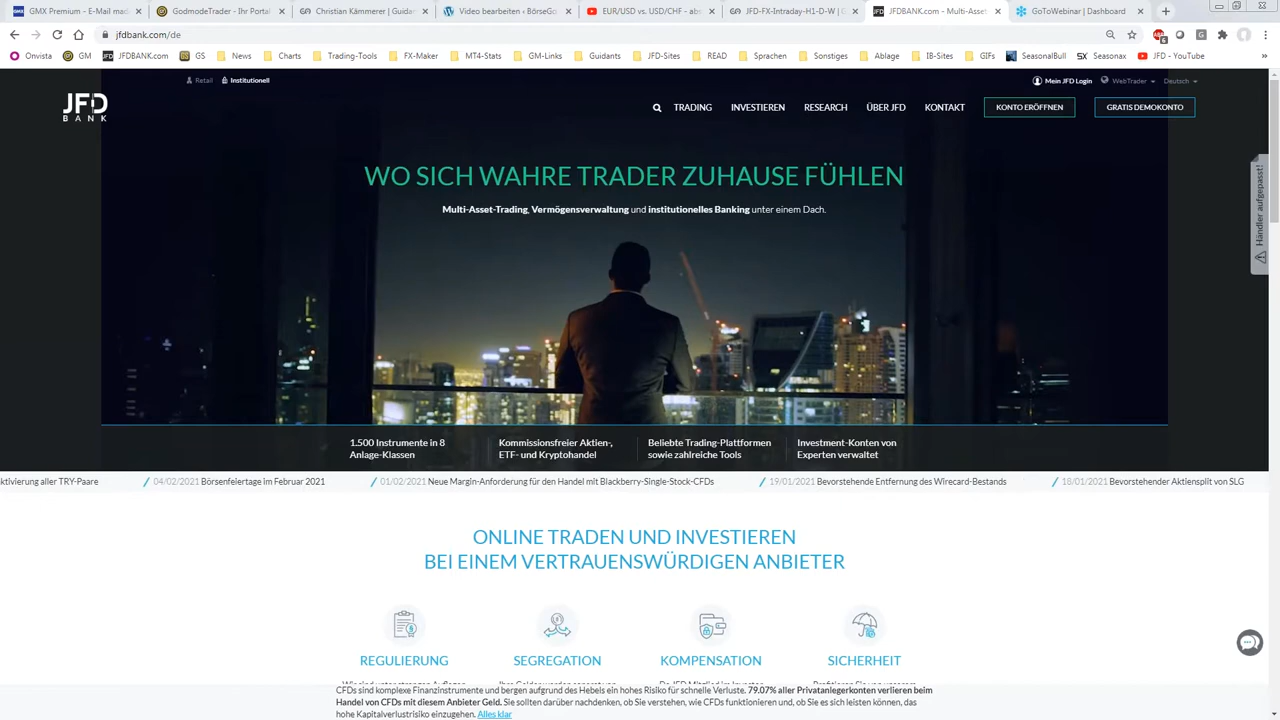 GMX Premium - E-Mail mad
GodmodeTrader - Ihr Portal
Christian Kämmerer | Guidan
Video bearbeiten ‹ BörseGo
EUR/USD vs. USD/CHF - abs
JD-FX-Intraday-H1-D-W | G
JFDBANK.com - Multi-Asset-
GoToWebinar | Dashboard
jfdbank.com/de
Onvista
GM
JFDBANK.com
GS
News
Charts
Trading-Tools
FX-Maker
MT4-Stats
GM-Links
Guidants
JFD-Sites
READ
Sprachen
Sonstiges
Ablage
IB-Sites
GIFs
SeasonalBull
SX Seasonax
JFD - YouTube
Retail
Institutionell
Mein JFD Login
WebTrader
Deutsch
JFD
BANK
TRADING
INVESTIEREN
RESEARCH
ÜBER JFD
KONTAKT
KONTO ERÖFFNEN
GRATIS DEMOKONTO
WO SICH WAHRE TRADER ZUHAUSE FÜHLEN
Multi-Asset-Trading, Vermögensverwaltung und institutionelles Banking unter einem Dach.
Händler aufgepasst!
1.500 Instrumente in 8
Anlage-Klassen
Kommissionsfreier Aktien-,
ETF- und Kryptohandel
Beliebte Trading-Plattformen
sowie zahlreiche Tools
Investment-Konten von
Experten verwaltet
ktivierung aller TRY-Paare
04/02/2021 Börsenfeiertage im Februar 2021
01/02/2021 Neue Margin-Anforderung für den Handel mit Blackberry-Single-Stock-CFDs
19/01/2021 Bevorstehende Entfernung des Wirecard-Bestands
18/01/2021 Bevorstehender Aktiensplit von SLG
ONLINE TRADEN UND INVESTIEREN
BEI EINEM VERTRAUENSWÜRDIGEN ANBIETER
REGULIERUNG
SEGREGATION
KOMPENSATION
SICHERHEIT
CFDs sind komplexe Finanzinstrumente und bergen aufgrund des Hebels ein hohes Risiko für schnelle Verluste. 79.07% aller Privatanlegerkonten verlieren beim
Handel von CFDs mit diesem Anbieter Geld. Sie sollten darüber nachdenken, ob Sie verstehen, wie CFDs funktionieren und, ob Sie es sich leisten können, das
hohe Kapitalverlustrisiko einzugehen. Alles klar